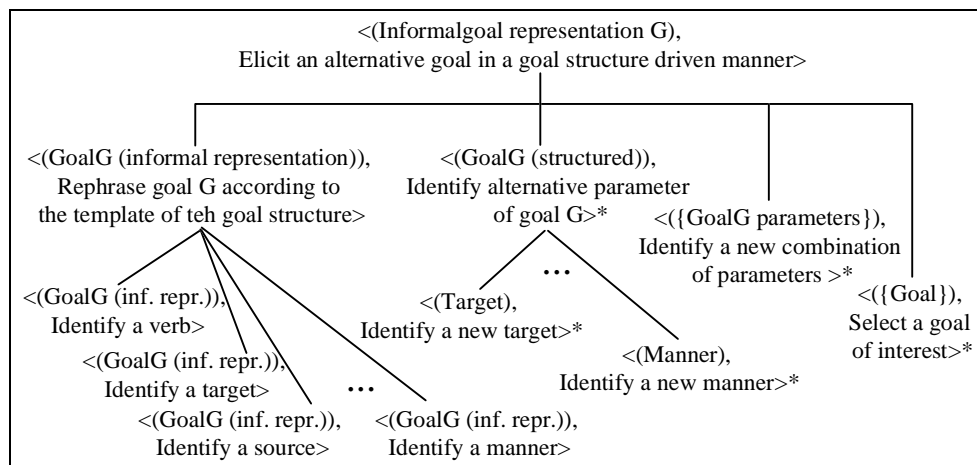 <(Informalgoal representation G),
Elicit an alternative goal in a goal structure driven manner>
<(GoalG (informal representation)),
Rephrase goal G according to
the template of teh goal structure>
<(GoalG (structured)),
Identify alternative parameter
of goal G>*
<({GoalG parameters}),
Identify a new combination
of parameters >*
<({Goal}),
Select a goal
of interest>*
<(GoalG (inf. repr.)),
Identify a verb>
<(GoalG (inf. repr.)),
Identify a target>
<(GoalG (inf. repr.)),
Identify a source>
...
<(GoalG (inf. repr.)),
Identify a manner>
<(Target),
Identify a new target>*
...
<(Manner),
Identify a new manner>*